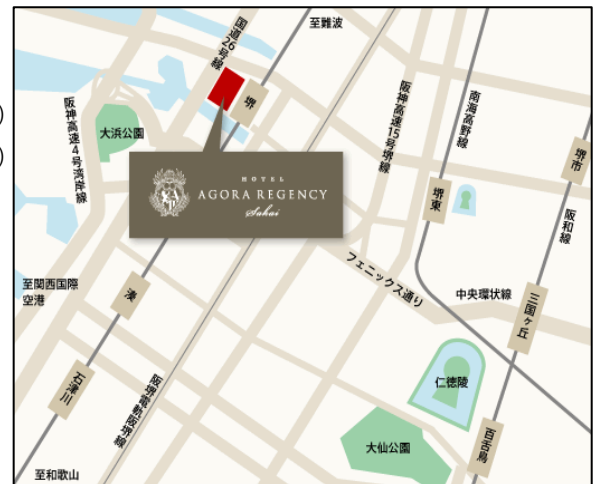 至難波
国道26号線
堺
大浜公園
阪神高速4号湾岸線
阪神高速15号堺線
南海高野線
堺市
堺東
阪和線
HOTEL
AGORA REGENCY
Sakai
フェニックス通り
中央環状線
三国ヶ丘
至関西国際
空港
湊
石津川
阪堺電軌阪堺線
仁徳陵
大仙公園
百舌鳥
至和歌山